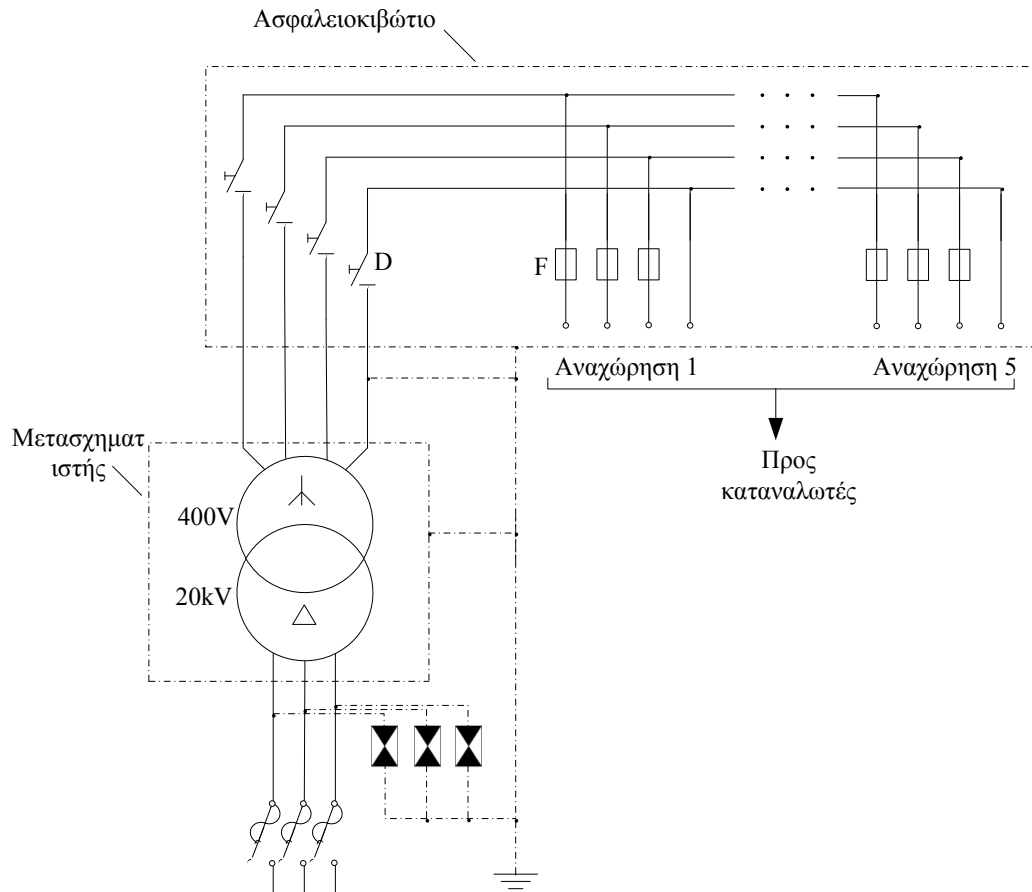 Ασφαλειοκιβώτιο
D
F
Αναχώρηση 1
Αναχώρηση 5
Μετασχηματ
ιστής
Προς
καταναλωτές
400V
20kV